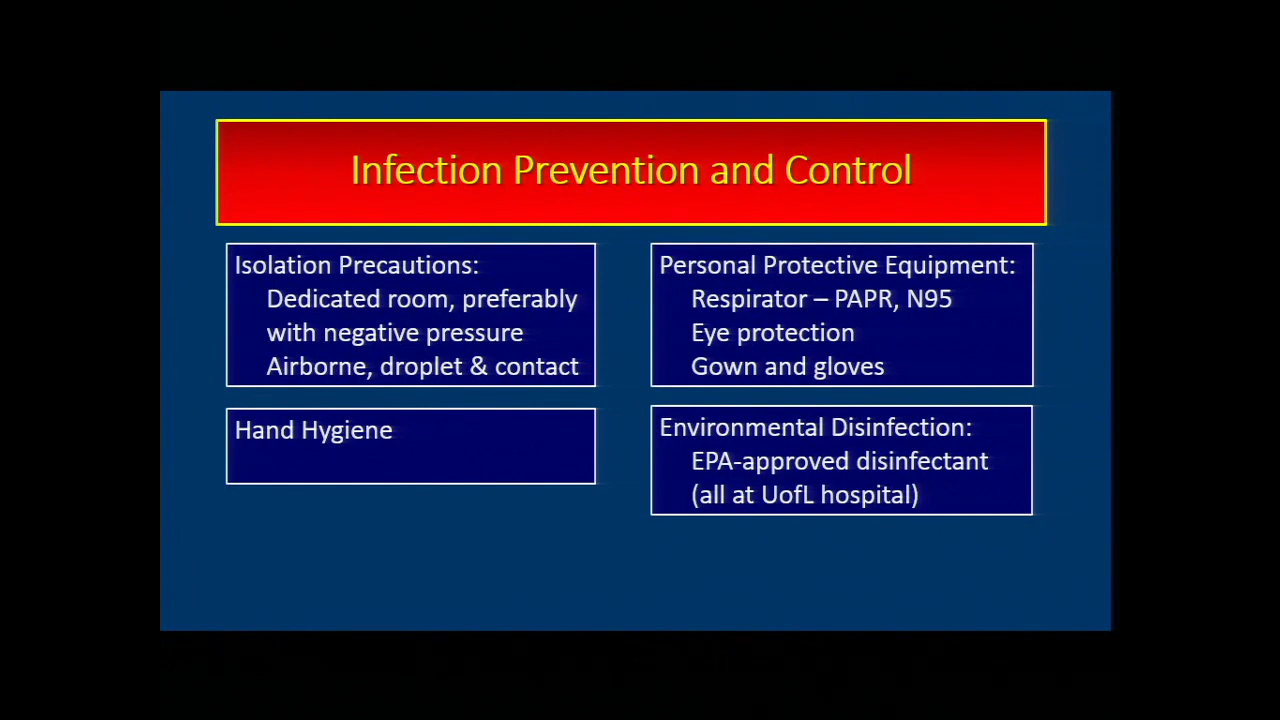 Infection Prevention and Control
Isolation Precautions:
Dedicated room, preferably
with negative pressure
Airborne, droplet & contact
Hand Hygiene
Personal Protective Equipment:
Respirator – PAPR, N95
Eye protection
Gown and gloves
Environmental Disinfection:
EPA-approved disinfectant
(all at UofL hospital)